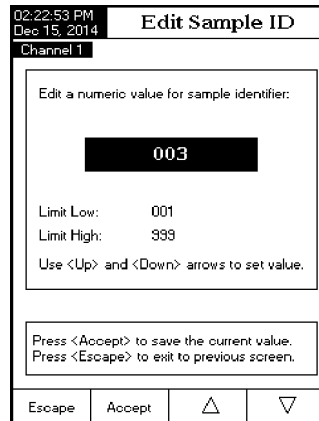 02:22:53 PM
Dec 15, 2014
Edit Sample ID
Channel 1
Edit a numeric value for sample identifier:
003
Limit Low: 001
Limit High: 999
Use <Up> and <Down> arrows to set value.
Press <Accept> to save the current value.
Press <Escape> to exit to previous screen.
Escape Accept △ ▽